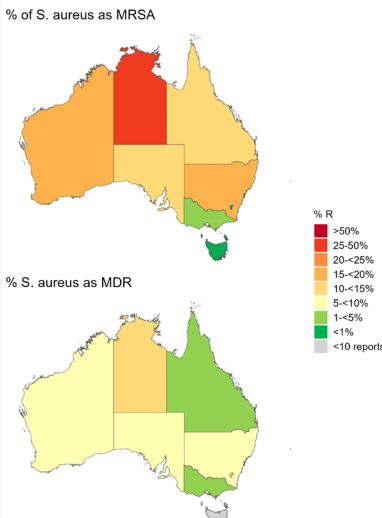 % of S. aureus as MRSA
% R
>50%
25-50%
20-<25%
15-<20%
10-<15%
5-<10%
1-<5%
<1%
<10 reports
% S. aureus as MDR